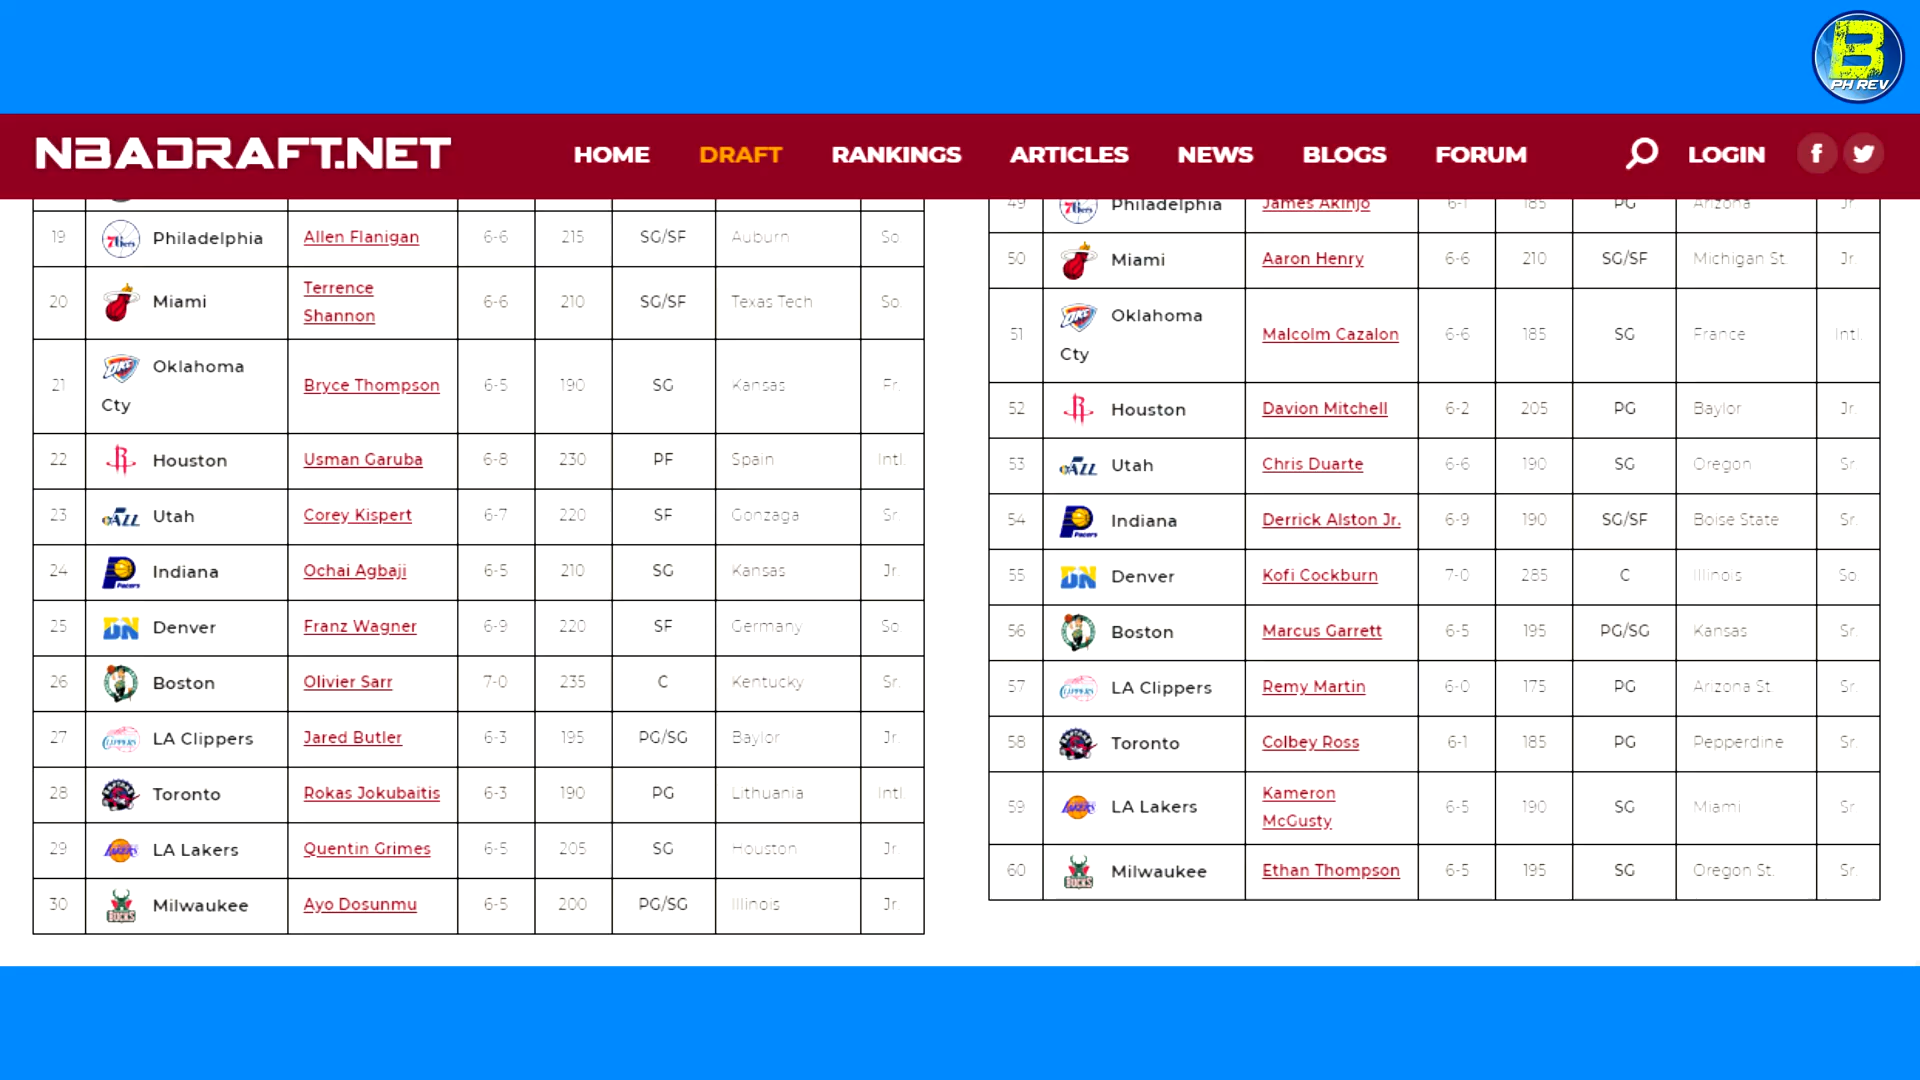 B
PH REV
NBADRAFT.NET HOME DRAFT RANKINGS ARTICLES NEWS BLOGS FORUM LOGIN
19 Philadelphia Allen Flanigan 6-6 215 SG/SF Auburn So.
20 Miami Terrence Shannon 6-6 210 SG/SF Texas Tech So.
21 Oklahoma Cty Bryce Thompson 6-5 190 SG Kansas Fr.
22 Houston Usman Garuba 6-8 230 PF Spain Intl.
23 Utah Corey Kispert 6-7 220 SF Gonzaga Sr.
24 Indiana Ochai Agbaji 6-5 210 SG Kansas Jr.
25 Denver Franz Wagner 6-9 220 SF Germany So.
26 Boston Olivier Sarr 7-0 235 C Kentucky Sr.
27 LA Clippers Jared Butler 6-3 195 PG/SG Baylor Jr.
28 Toronto Rokas Jokubaitis 6-3 190 PG Lithuania Intl.
29 LA Lakers Quentin Grimes 6-5 205 SG Houston Jr.
30 Milwaukee Ayo Dosunmu 6-5 200 PG/SG Illinois Jr.
49 Philadelphia James Akinjo 6-1 185 PG Arizona Jr.
50 Miami Aaron Henry 6-6 210 SG/SF Michigan St. Jr.
51 Oklahoma Cty Malcolm Cazalon 6-6 185 SG France Intl.
52 Houston Davion Mitchell 6-2 205 PG Baylor Jr.
53 Utah Chris Duarte 6-6 190 SG Oregon Sr.
54 Indiana Derrick Alston Jr. 6-9 190 SG/SF Boise State Sr.
55 Denver Kofi Cockburn 7-0 285 C Illinois So.
56 Boston Marcus Garrett 6-5 195 PG/SG Kansas Sr.
57 LA Clippers Remy Martin 6-0 175 PG Arizona St. Sr.
58 Toronto Colbey Ross 6-1 185 PG Pepperdine Sr.
59 LA Lakers Kameron McGusty 6-5 190 SG Miami Sr.
60 Milwaukee Ethan Thompson 6-5 195 SG Oregon St. Sr.